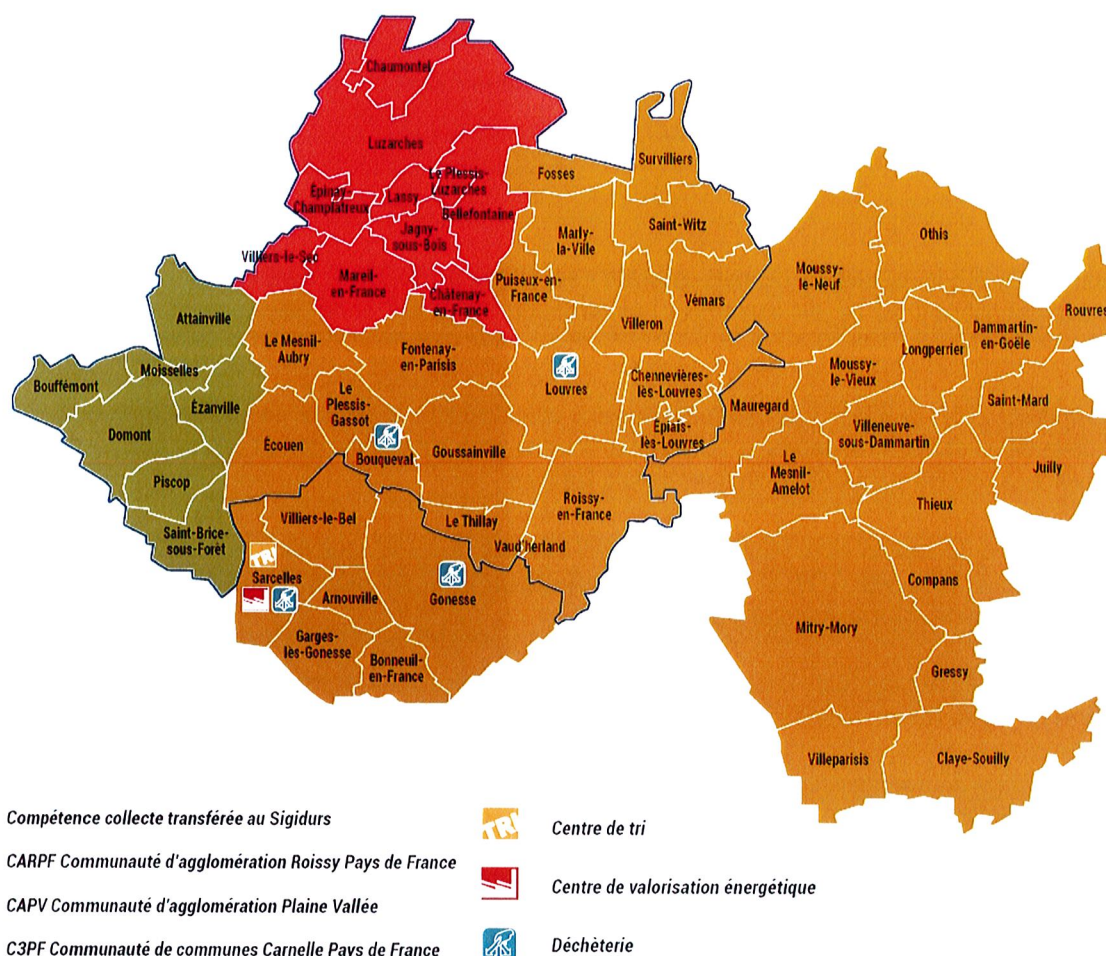 Chaumontel
Luzarches
Survilliers
Fosses
Le Plessis-
Luzarches
Épinay-
Champlatreux
Lassy
Bellefontaine
Saint-Witz
Marly-
la-Ville
Jagny-
sous-Bois
Othis
Villiers-le-Sec
Mareil-
en-France
Moussy-
le-Neuf
Puiseux-en-
France
Vémars
Châtenay-
en-France
Rouvres
Attainville
Villeron
Dammartin-
en-Goële
Le Mesnil-
Aubry
Fontenay-
en-Parisis
Longperrier
Moisselles
Moussy-
le-Vieux
Bouffémont
Louvres
Chennevières-
lès-Louvres
Le
Plessis-
Gassot
Saint-Mard
Ézanville
Mauregard
Domont
Villeneuve-
sous-Dammartin
Épiais-
lès-Louvres
Écouen
Goussainville
Bouqueval
Le
Mesnil-
Amelot
Juilly
Piscop
Roissy-
en-France
Thieux
Villiers-le-Bel
Le Thillay
Saint-Brice-
sous-Forêt
Vaud'herland
TRI
Sarcelles
Compans
Arnouville
Gonesse
Mitry-Mory
Garges-
lès-Gonesse
Bonneuil-
en-France
Gressy
Villeparisis
Claye-Souilly
Compétence collecte transférée au Sigidurs
CARPF Communauté d'agglomération Roissy Pays de France
CAPV Communauté d'agglomération Plaine Vallée
C3PF Communauté de communes Carnelle Pays de France
TRI
Centre de tri
Centre de valorisation énergétique
Déchèterie